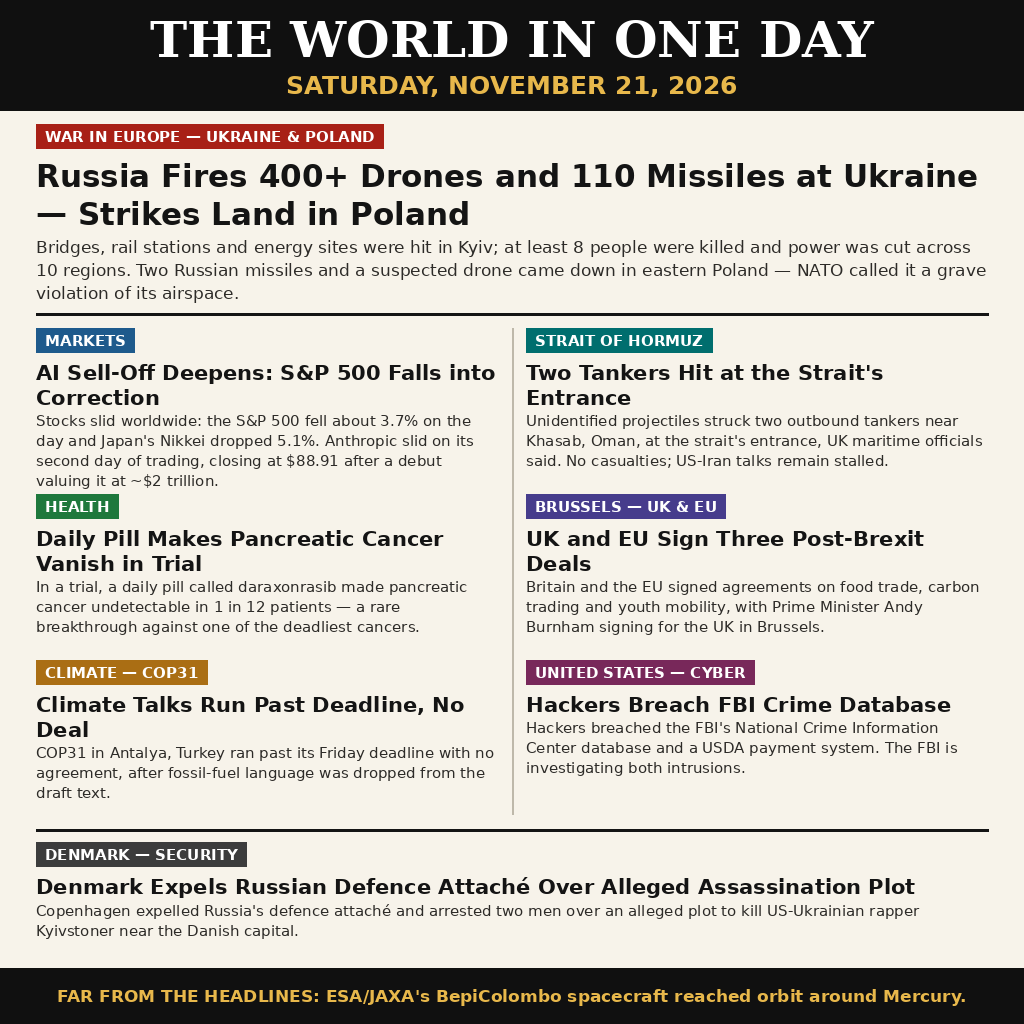 THE WORLD IN ONE DAY
SATURDAY, NOVEMBER 21, 2026
WAR IN EUROPE — UKRAINE & POLAND
Russia Fires 400+ Drones and 110 Missiles at Ukraine
— Strikes Land in Poland
Bridges, rail stations and energy sites were hit in Kyiv; at least 8 people were killed and power was cut across
10 regions. Two Russian missiles and a suspected drone came down in eastern Poland — NATO called it a grave
violation of its airspace.
MARKETS
AI Sell-Off Deepens: S&P 500 Falls into
Correction
Stocks slid worldwide: the S&P 500 fell about 3.7% on the
day and Japan's Nikkei dropped 5.1%. Anthropic slid on its
second day of trading, closing at $88.91 after a debut
valuing it at ~$2 trillion.
HEALTH
Daily Pill Makes Pancreatic Cancer
Vanish in Trial
In a trial, a daily pill called daraxonrasib made pancreatic
cancer undetectable in 1 in 12 patients — a rare
breakthrough against one of the deadliest cancers.
CLIMATE — COP31
Climate Talks Run Past Deadline, No
Deal
COP31 in Antalya, Turkey ran past its Friday deadline with no
agreement, after fossil-fuel language was dropped from the
draft text.
STRAIT OF HORMUZ
Two Tankers Hit at the Strait's
Entrance
Unidentified projectiles struck two outbound tankers near
Khasab, Oman, at the strait's entrance, UK maritime officials
said. No casualties; US-Iran talks remain stalled.
BRUSSELS — UK & EU
UK and EU Sign Three Post-Brexit
Deals
Britain and the EU signed agreements on food trade, carbon
trading and youth mobility, with Prime Minister Andy
Burnham signing for the UK in Brussels.
UNITED STATES — CYBER
Hackers Breach FBI Crime Database
Hackers breached the FBI's National Crime Information
Center database and a USDA payment system. The FBI is
investigating both intrusions.
DENMARK — SECURITY
Denmark Expels Russian Defence Attaché Over Alleged Assassination Plot
Copenhagen expelled Russia's defence attaché and arrested two men over an alleged plot to kill US-Ukrainian rapper
Kyivstoner near the Danish capital.
FAR FROM THE HEADLINES: ESA/JAXA's BepiColombo spacecraft reached orbit around Mercury.